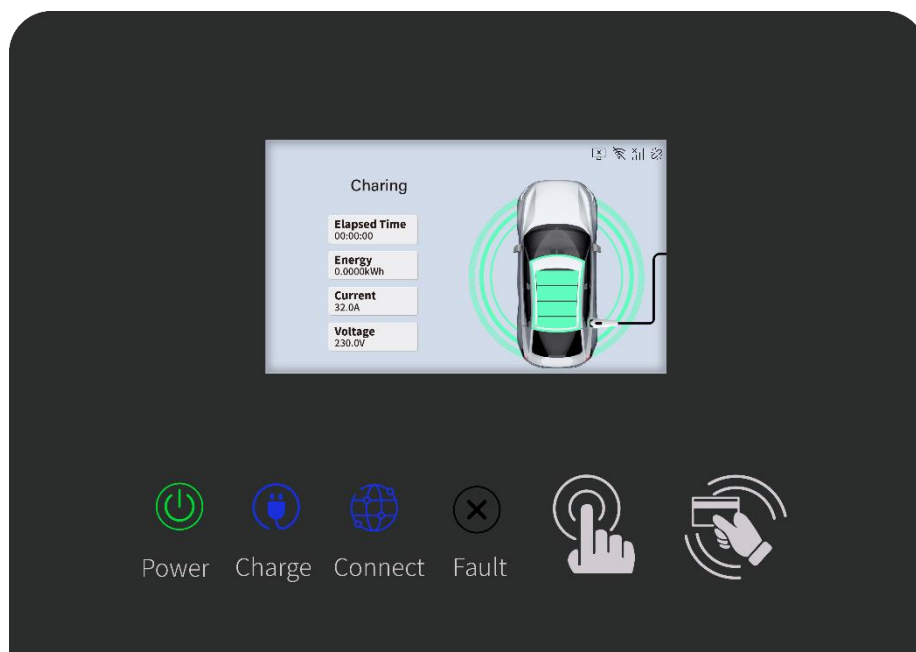 Charing
Elapsed Time
00:00:00
Energy
0.0000kWh
Current
32.0A
Voltage
230.0V
Power Charge Connect Fault